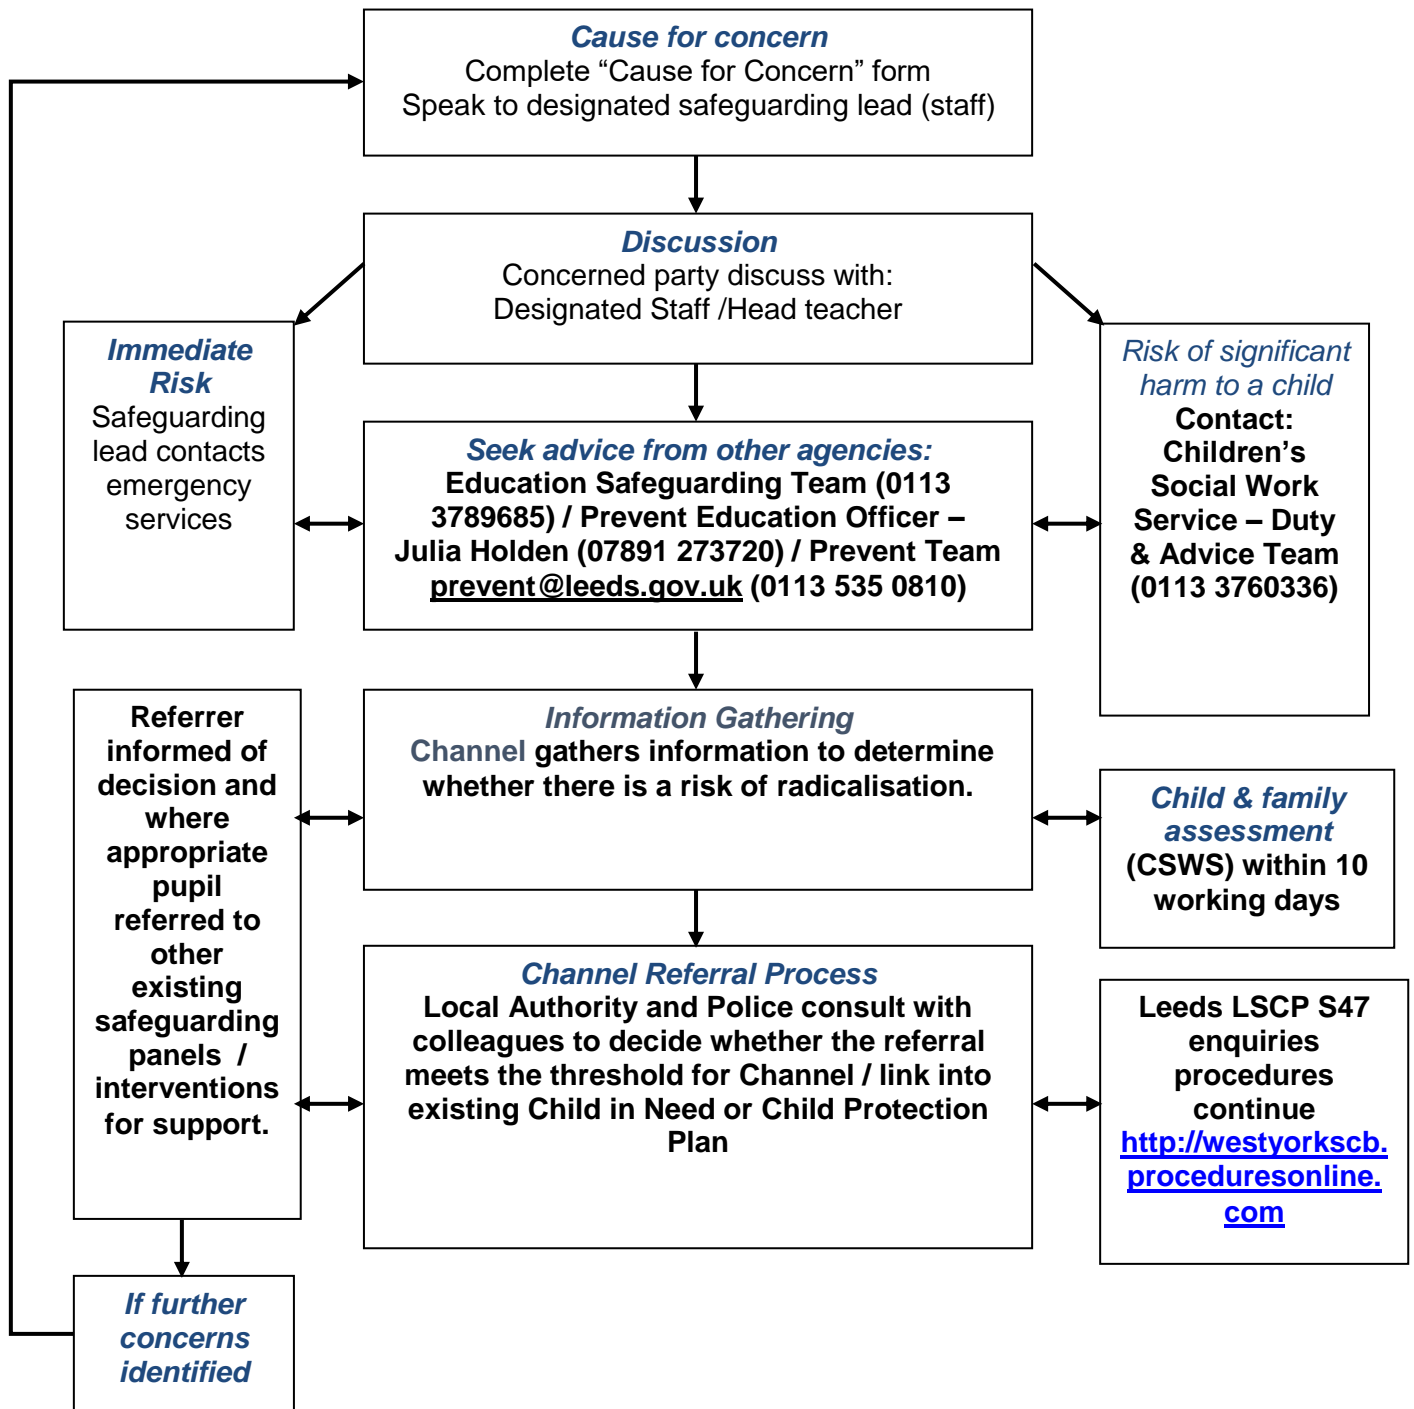 Cause for concern
Complete “Cause for Concern” form
Speak to designated safeguarding lead (staff)
Discussion
Concerned party discuss with:
Designated Staff /Head teacher
Immediate
Risk
Safeguarding
lead contacts
emergency
services
Seek advice from other agencies:
Education Safeguarding Team (0113
3789685) / Prevent Education Officer –
Julia Holden (07891 273720) / Prevent Team
prevent@leeds.gov.uk (0113 535 0810)
Risk of significant
harm to a child
Contact:
Children’s
Social Work
Service – Duty
& Advice Team
(0113 3760336)
Referrer
informed of
decision and
where
appropriate
pupil
referred to
other
existing
safeguarding
panels /
interventions
for support.
Information Gathering
Channel gathers information to determine
whether there is a risk of radicalisation.
Child & family
assessment
(CSWS) within 10
working days
Channel Referral Process
Local Authority and Police consult with
colleagues to decide whether the referral
meets the threshold for Channel / link into
existing Child in Need or Child Protection
Plan
Leeds LSCP S47
enquiries
procedures
continue
http://westyorkscb.
proceduresonline.
com
If further
concerns
identified